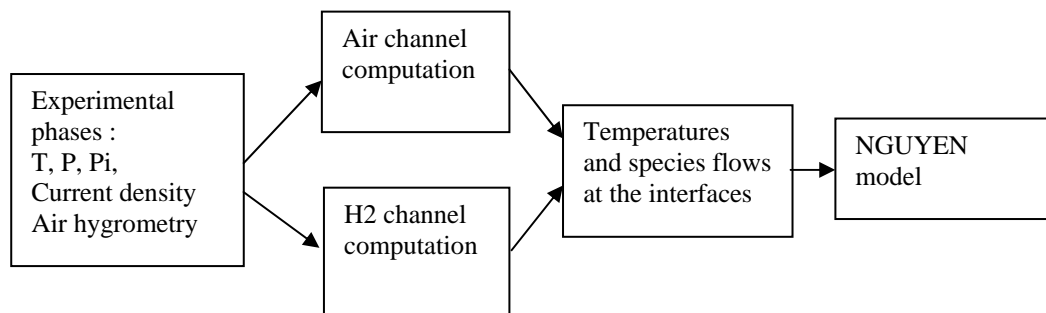 Experimental
phases :
T, P, Pi,
Current density
Air hygrometry
Air channel
computation
H2 channel
computation
Temperatures
and species flows
at the interfaces
NGUYEN
model